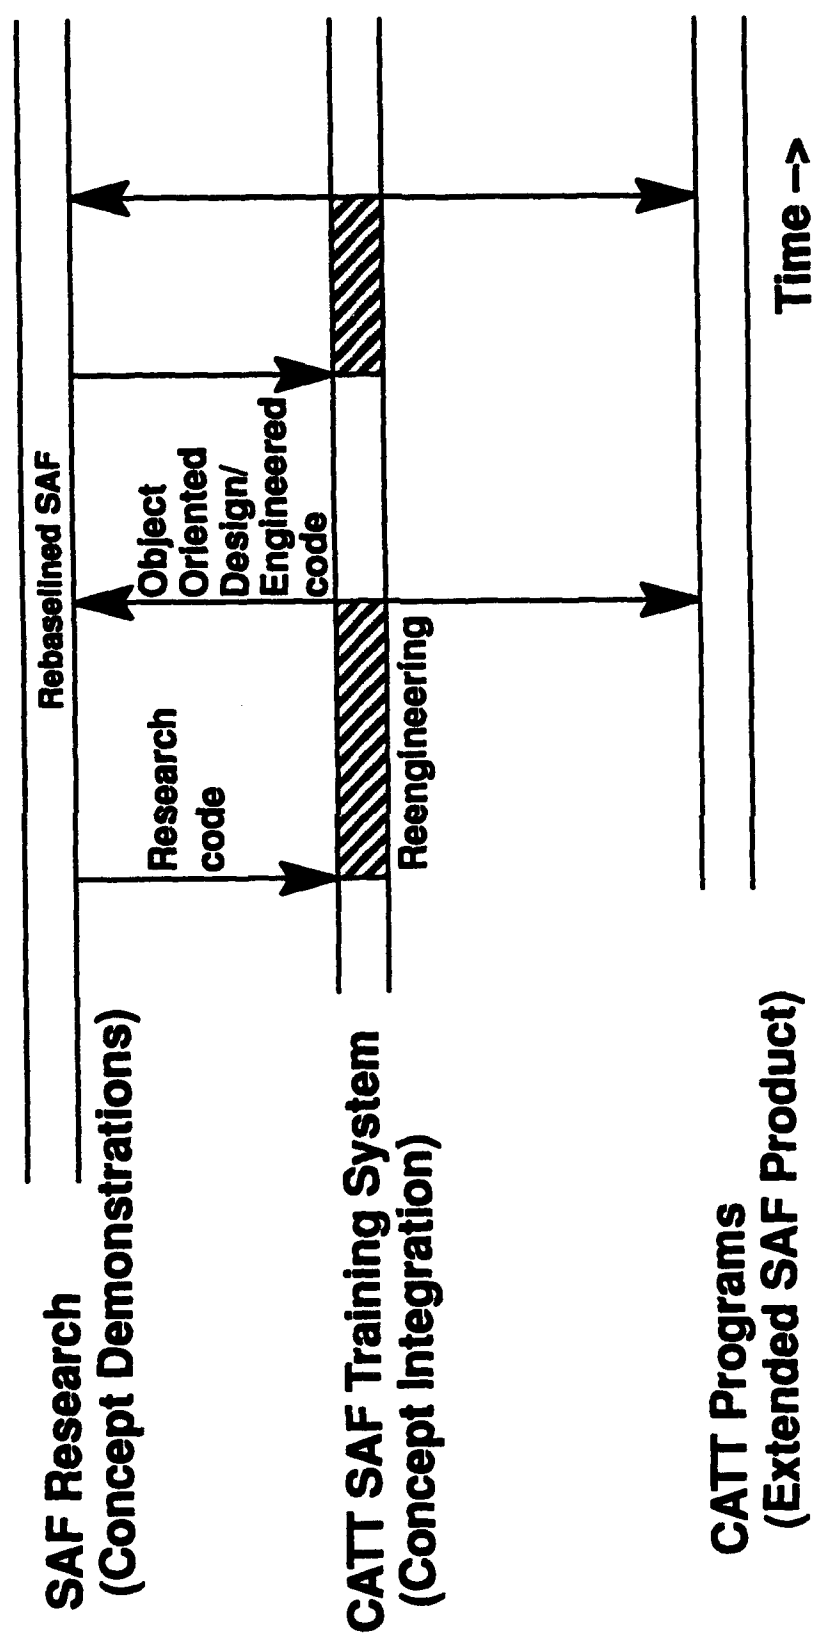 Rebaselined SAF
SAF Research
(Concept Demonstrations)
Research
code
Object
Oriented
Design/
Engineered
code
CATT SAF Training System
(Concept Integration)
Reengineering
CATT Programs
(Extended SAF Product)
Time –>